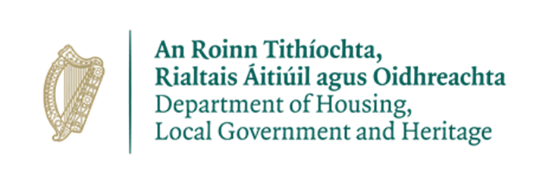 An Roinn Tithíochta,
Rialtais Áitiúil agus Oidhreachta
Department of Housing,
Local Government and Heritage